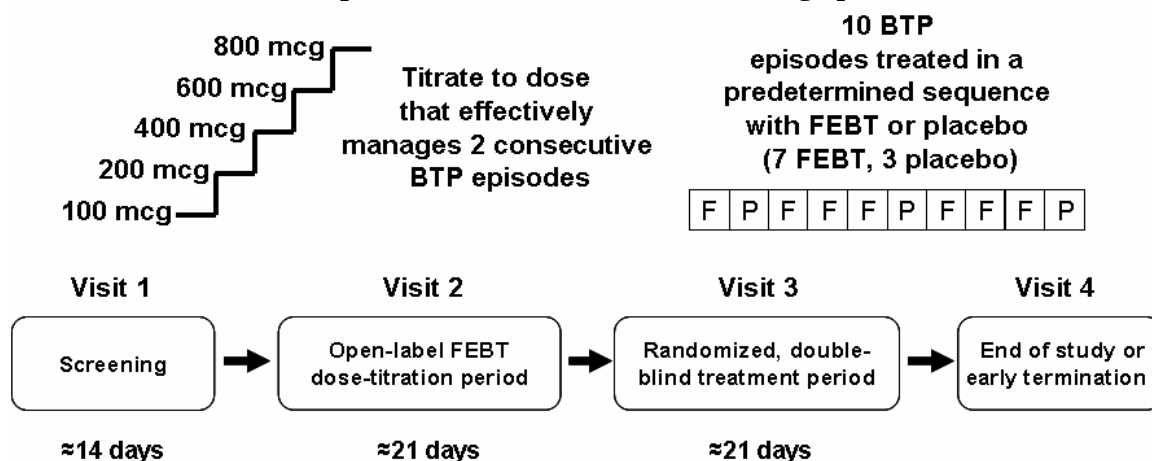 800 mcg
600 mcg
400 mcg
200 mcg
100 mcg
Titrate to dose
that effectively
manages 2 consecutive
BTP episodes
10 BTP
episodes treated in a
predetermined sequence
with FEBT or placebo
(7 FEBT, 3 placebo)
F P F F F P F F F P
Visit 1
Visit 2
Visit 3
Visit 4
Screening
Open-label FEBT
dose-titration period
Randomized, double-
blind treatment period
End of study or
early termination
≈14 days
≈21 days
≈21 days